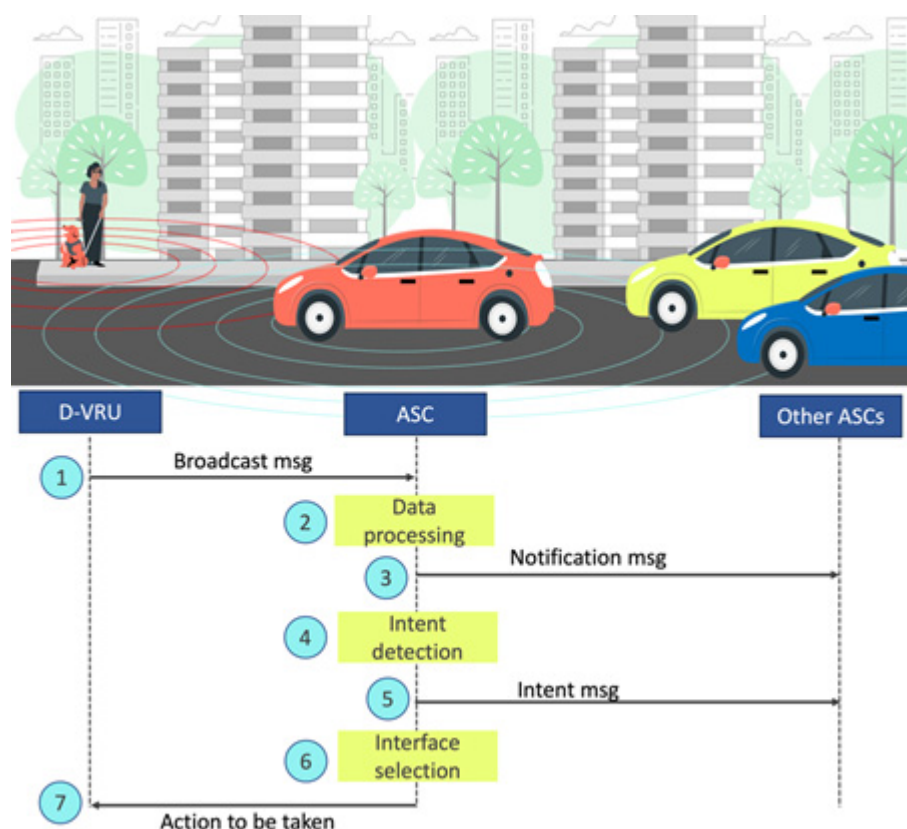 D-VRU
ASC
Other ASCs
1
Broadcast msg
2
Data
processing
3
Notification msg
4
Intent
detection
5
Intent msg
6
Interface
selection
7
Action to be taken